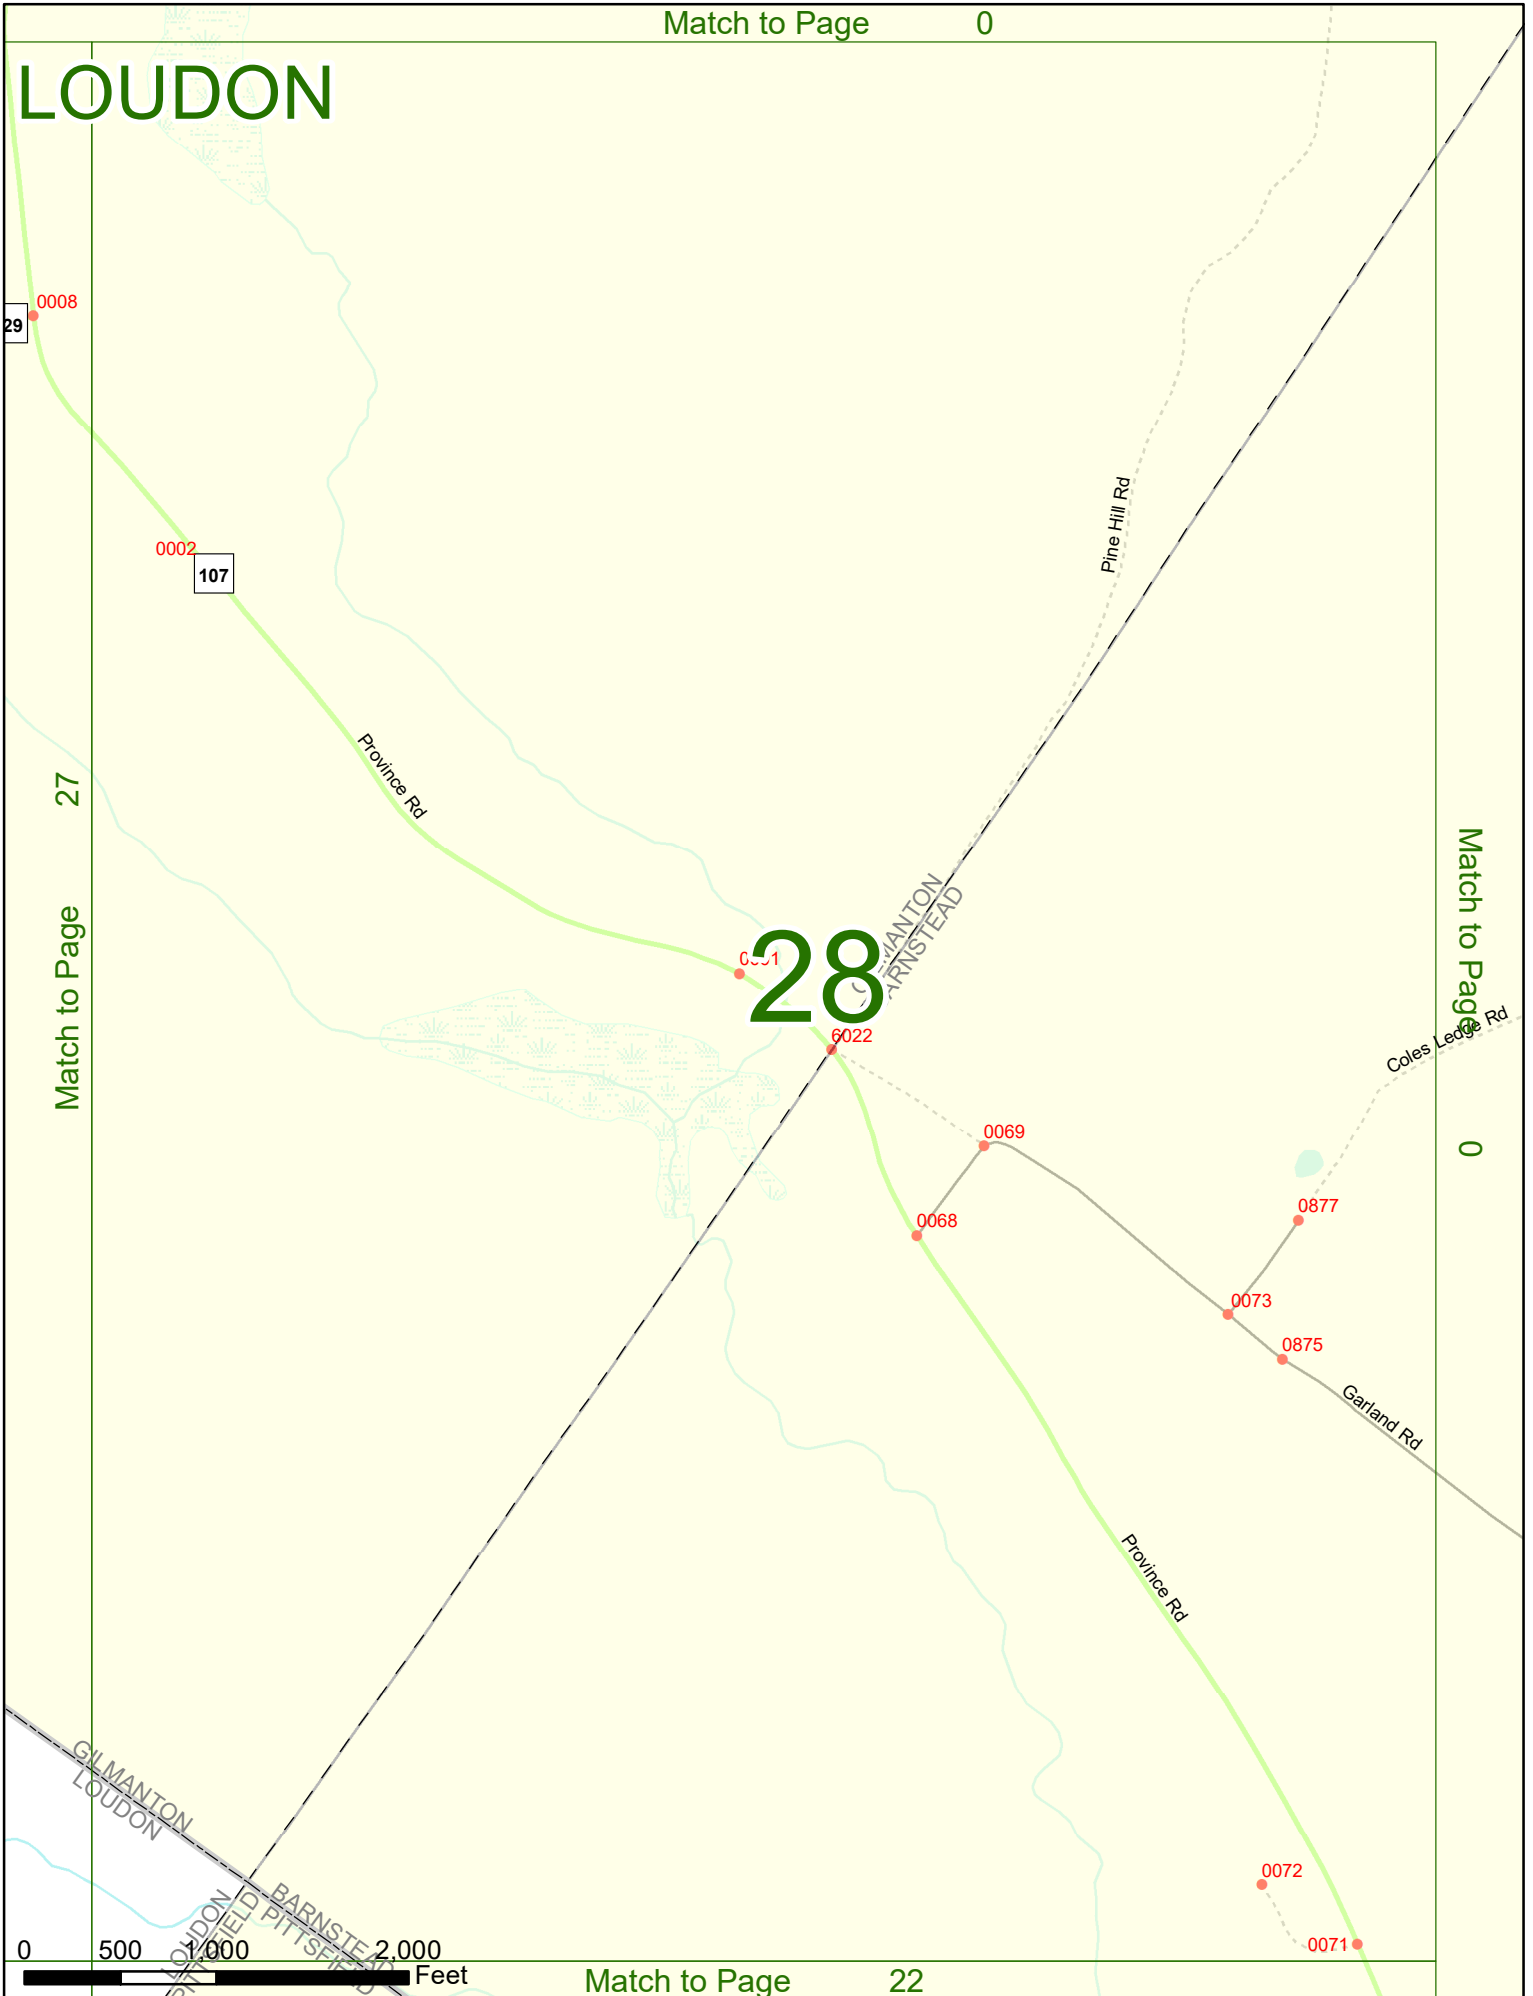 Match to Page 0
LOUDON
0008
29
0002
107
Pine Hill Rd
Province Rd
27
Match to Page
Match to Page
0
28
BARNSTEAD
6022
Coles Ledge Rd
0069
0877
0068
0073
0875
Garland Rd
Province Rd
GILMANTON
LOUDON
BARNSTEAD
PITTSFIELD
LOUDON
PITTSFIELD
0072
0071
0 500 1,000 2,000
Feet
Match to Page 22